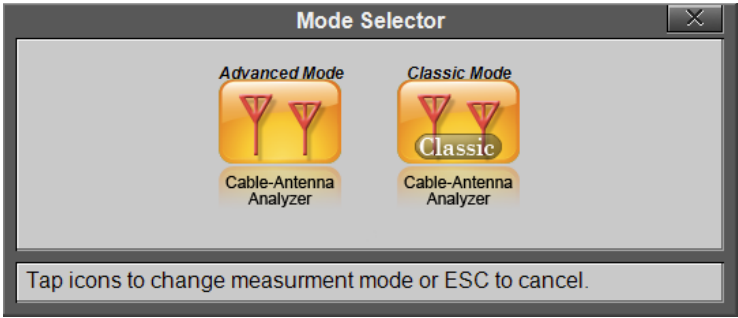 Mode Selector
Advanced Mode
Classic Mode
Classic
Cable-Antenna
Analyzer
Cable-Antenna
Analyzer
Tap icons to change measurment mode or ESC to cancel.